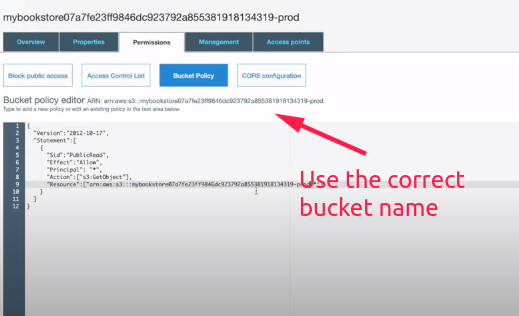 mybookstore07a7fe23ff9846dc923792a855381918134319-prod
Overview Properties Permissions Management Access points
Block public access Access Control List Bucket Policy CORS configuration
Bucket policy editor ARN: arn:aws:s3:::mybookstore07a7fe23ff9846dc923792a855381918134319-prod
Type to add a new policy or edit an existing policy in the text area below.
1 {
2 "Version":"2012-10-17",
3 "Statement":[
4 {
5 "Sid":"PublicRead",
6 "Effect":"Allow",
7 "Principal": "*",
8 "Action":["s3:GetObject"],
9 "Resource":["arn:aws:s3:::mybookstore07a7fe23ff9846dc923792a855381918134319-prod
10 }
11 ]
12 }
Use the correct
bucket name